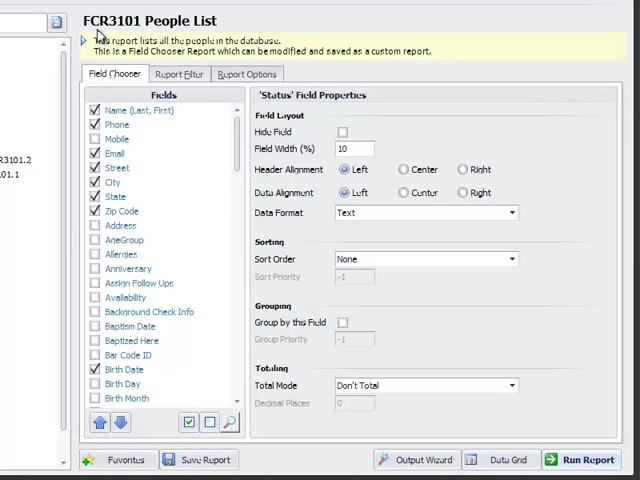 FCR3101 People List
This report lists all the people in the database.
This is a Field Chooser Report which can be modified and saved as a custom report.
Field Chooser
Report Filter
Report Options
Fields
Name (Last, First)
Phone
Mobile
Email
Street
City
State
Zip Code
Address
AgeGroup
Allergies
Anniversary
Assign Follow Ups
Availability
Background Check Info
Baptism Date
Baptized Here
Bar Code ID
Birth Date
Birth Day
Birth Month
R3101.2
101.1
'Status' Field Properties
Field Layout
Hide Field
Field Width (%) 10
Header Alignment Left Center Right
Data Alignment Left Center Right
Data Format Text
Sorting
Sort Order None
Sort Priority -1
Grouping
Group by this Field
Group Priority -1
Totaling
Total Mode Don't Total
Decimal Places 0
Favorites
Save Report
Output Wizard
Data Grid
Run Report